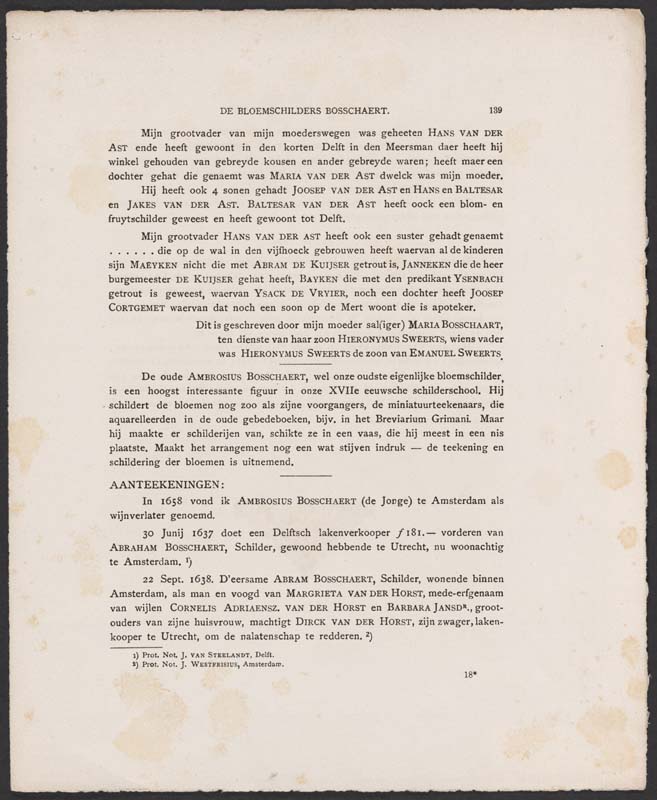 DE BLOEMSCHILDERS BOSSCHAERT. 139
Mijn grootvader van mijn moederswegen was geheeten HANS VAN DER
AST ende heeft gewoont in den korten Delft in den Meersman daer heeft hij
winkel gehouden van gebreyde kousen en ander gebreyde waren; heeft maer een
dochter gehat die genaemt was MARIA VAN DER AST dwelck was mijn moeder.
Hij heeft ook 4 sonen gehadt JOOSEP VAN DER AST en HANS en BALTESAR
en JAKES VAN DER AST. BALTESAR VAN DER AST heeft oock een blom- en
fruytschilder geweest en heeft gewoont tot Delft.
Mijn grootvader HANS VAN DER AST heeft ook een suster gehadt genaemt
. . . . . . die op de wal in den vijfhoeck gebrouwen heeft waervan al de kinderen
sijn MAEYKEN nicht die met ABRAM DE KUIJSER getrout is, JANNEKEN die de heer
burgemeester DE KUIJSER gehat heeft, BAYKEN die met den predikant YSENBACH
getrout is geweest, waervan YSACK DE VRYIER, noch een dochter heeft JOOSEP
CORTGEMET waervan dat noch een soon op de Mert woont die is apoteker.
Dit is geschreven door mijn moeder sal(iger) MARIA BOSSCHAART,
ten dienste van haar zoon HIERONYMUS SWEERTS, wiens vader
was HIERONYMUS SWEERTS de zoon van EMANUEL SWEERTS.
De oude AMBROSIUS BOSSCHAERT, wel onze oudste eigenlijke bloemschilder,
is een hoogst interessante figuur in onze XVIIe eeuwsche schilderschool. Hij
schildert de bloemen nog zoo als zijne voorgangers, de miniatuurteekenaars, die
aquarelleerden in de oude gebedeboeken, bijv. in het Breviarium Grimani. Maar
hij maakte er schilderijen van, schikte ze in een vaas, die hij meest in een nis
plaatste. Maakt het arrangement nog een wat stijven indruk — de teekening en
schildering der bloemen is uitnemend.
AANTEEKENINGEN:
In 1658 vond ik AMBROSIUS BOSSCHAERT (de Jonge) te Amsterdam als
wijnverlater genoemd.
30 Junij 1637 doet een Delftsch lakenverkooper ƒ 181.— vorderen van
ABRAHAM BOSSCHAERT, Schilder, gewoond hebbende te Utrecht, nu woonachtig
te Amsterdam. ¹)
22 Sept. 1638. D'eersame ABRAM BOSSCHAERT, Schilder, wonende binnen
Amsterdam, als man en voogd van MARGRIETA VAN DER HORST, mede-erfgenaam
van wijlen CORNELIS ADRIAENSZ. VAN DER HORST en BARBARA JANSDR., groot-
ouders van zijne huisvrouw, machtigt DIRCK VAN DER HORST, zijn zwager, laken-
kooper te Utrecht, om de nalatenschap te redderen. ²)
1) Prot. Not. J. VAN STEELANDT, Delft.
2) Prot. Not. J. WESTFRISIUS, Amsterdam.
18*